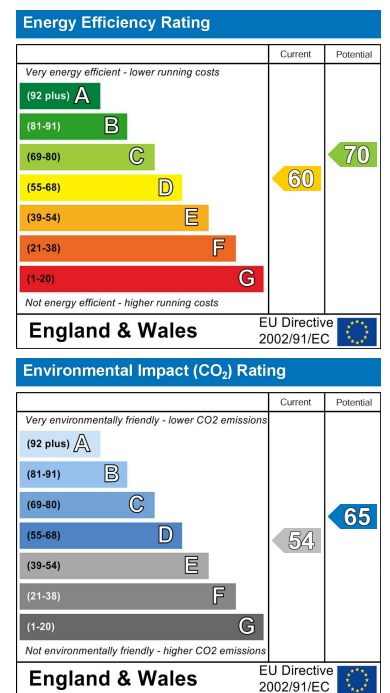 Energy Efficiency Rating
Current Potential
Very energy efficient - lower running costs
(92 plus) A
(81-91) B
(69-80) C
70
(55-68) D
60
(39-54) E
(21-38) F
(1-20) G
Not energy efficient - higher running costs
England & Wales
EU Directive
2002/91/EC
Environmental Impact (CO₂) Rating
Current Potential
Very environmentally friendly - lower CO2 emissions
(92 plus) A
(81-91) B
(69-80) C
65
(55-68) D
54
(39-54) E
(21-38) F
(1-20) G
Not environmentally friendly - higher CO2 emissions
England & Wales
EU Directive
2002/91/EC